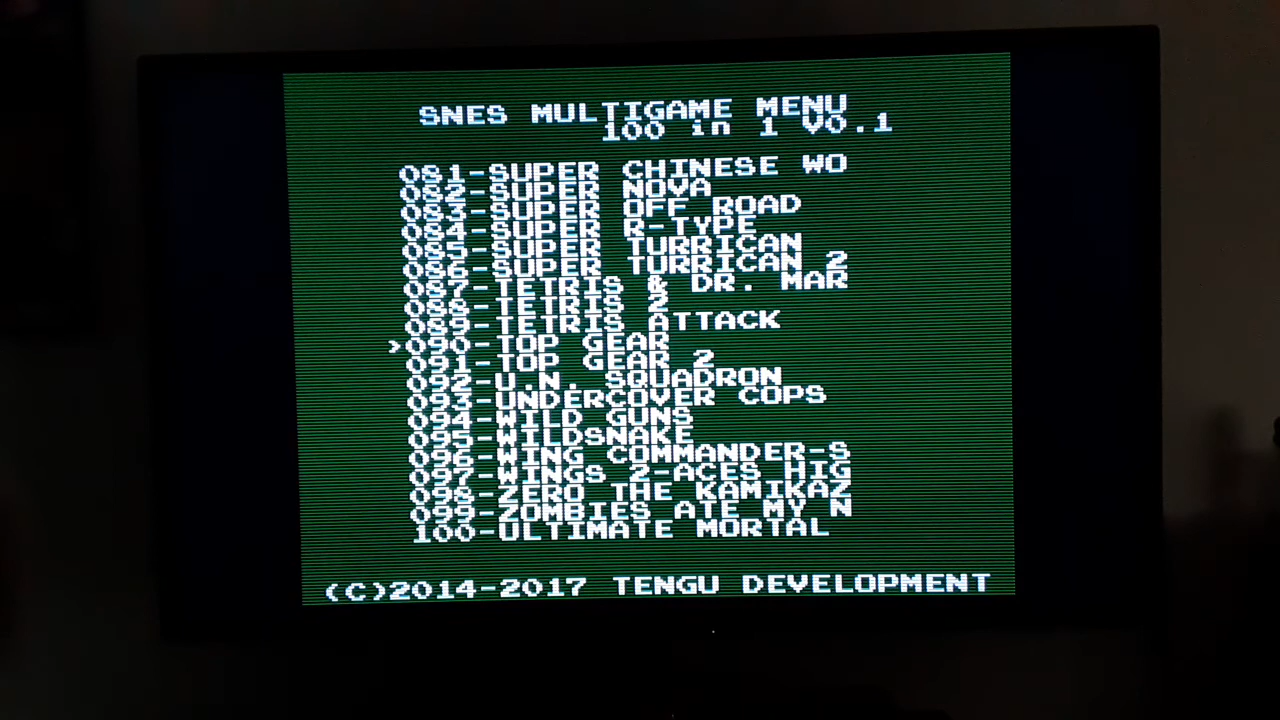 SNES MULTIGAME MENU
100 in 1 V0.1
081-SUPER CHINESE WO
082-SUPER NOVA
083-SUPER OFF ROAD
084-SUPER R-TYPE
085-SUPER TURRICAN
086-SUPER TURRICAN 2
087-TETRIS & DR. MAR
088-TETRIS 2
089-TETRIS ATTACK
>090-TOP GEAR
091-TOP GEAR 2
092-U.N. SQUADRON
093-UNDERCOVER COPS
094-WILD GUNS
095-WILDSNAKE
096-WING COMMANDER-S
097-WINGS 2-ACES HIG
098-ZERO THE KAMIKAZ
099-ZOMBIES ATE MY N
100-ULTIMATE MORTAL
(C)2014-2017 TENGU DEVELOPMENT